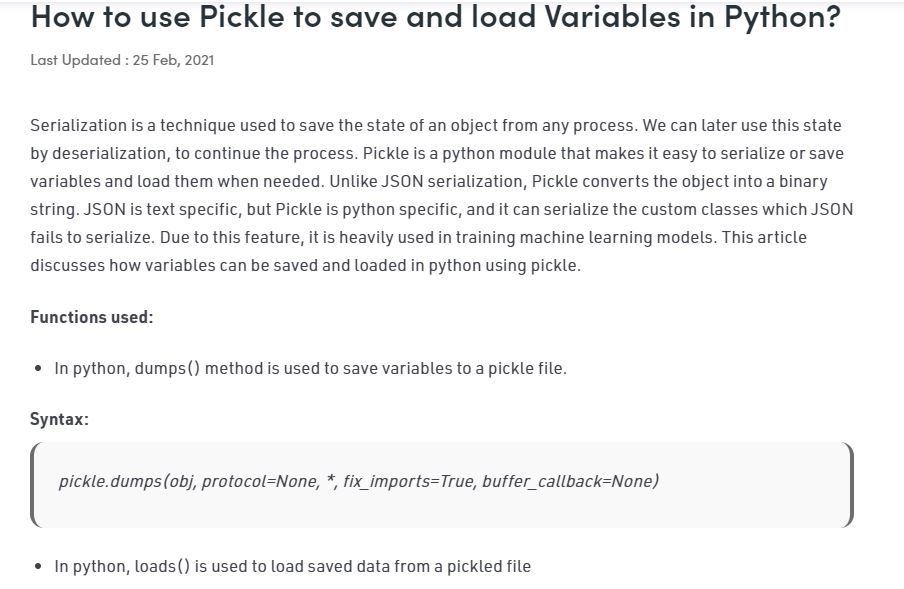 How to use Pickle to save and load Variables in Python?
Last Updated : 25 Feb, 2021
Serialization is a technique used to save the state of an object from any process. We can later use this state
by deserialization, to continue the process. Pickle is a python module that makes it easy to serialize or save
variables and load them when needed. Unlike JSON serialization, Pickle converts the object into a binary
string. JSON is text specific, but Pickle is python specific, and it can serialize the custom classes which JSON
fails to serialize. Due to this feature, it is heavily used in training machine learning models. This article
discusses how variables can be saved and loaded in python using pickle.
Functions used:
• In python, dumps() method is used to save variables to a pickle file.
Syntax:
pickle.dumps(obj, protocol=None, *, fix_imports=True, buffer_callback=None)
• In python, loads() is used to load saved data from a pickled file